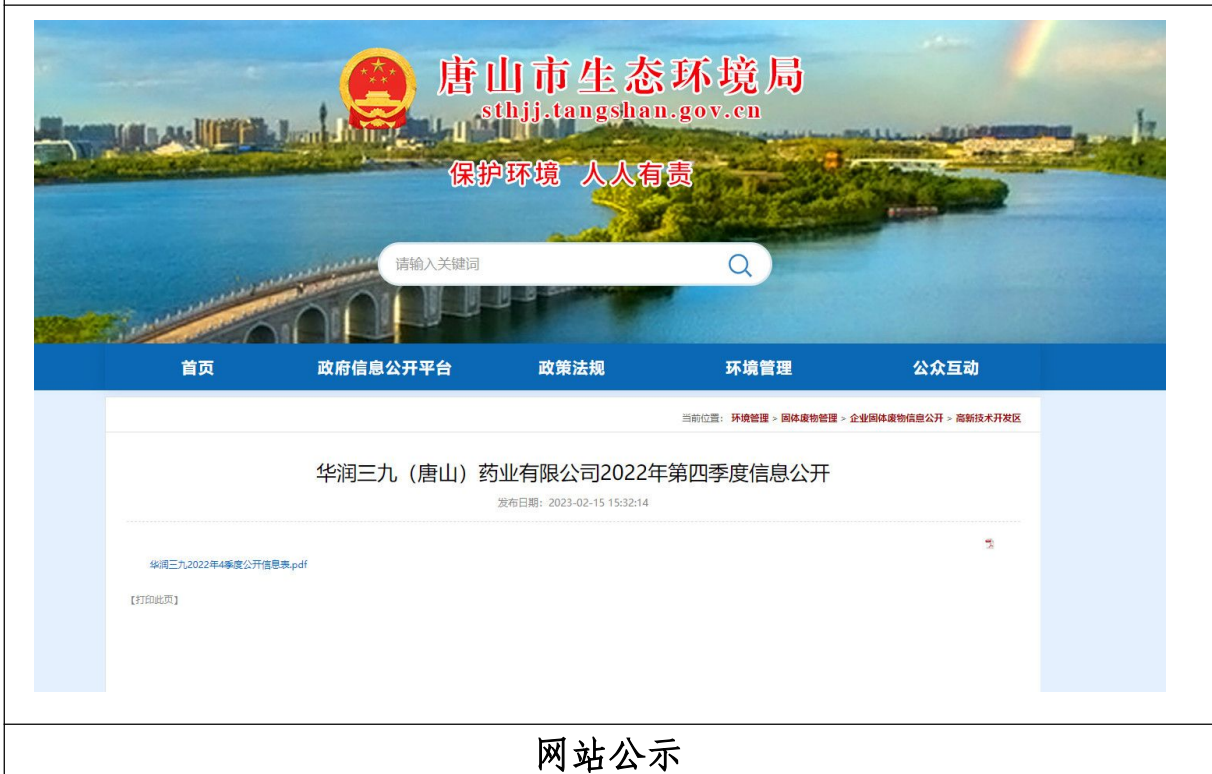 唐山市生态环境局
sthjj.tangshan.gov.cn
保护环境 人人有责
请输入关键词
首页 政府信息公开平台 政策法规 环境管理 公众互动
当前位置： 环境管理 > 固体废物管理 > 企业固体废物信息公开 > 高新技术开发区
华润三九（唐山）药业有限公司2022年第四季度信息公开
发布日期：2023-02-15 15:32:14
华润三九2022年4季度公开信息表.pdf
【打印此页】
网站公示